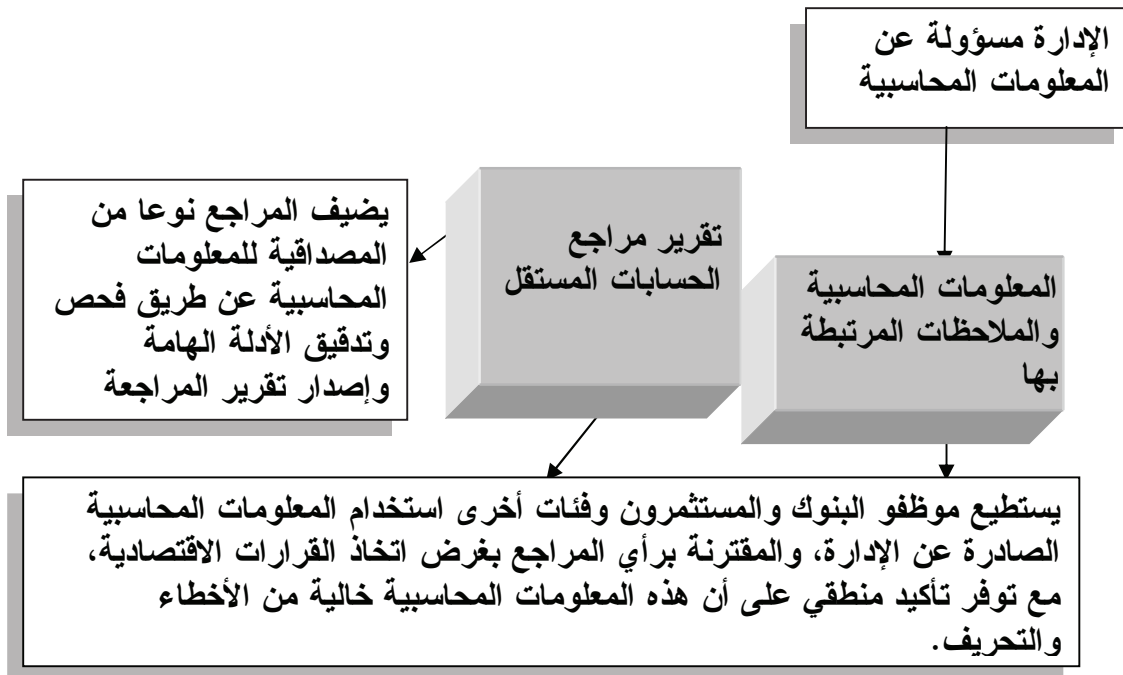 الإدارة مسؤولة عن
المعلومات المحاسبية
المعلومات المحاسبية
والملاحظات المرتبطة
بها
تقرير مراجع
الحسابات المستقل
يضيف المراجع نوعا من
المصداقية للمعلومات
المحاسبية عن طريق فحص
وتدقيق الأدلة الهامة
وإصدار تقرير المراجعة
يستطيع موظفو البنوك والمستثمرون وفئات أخرى استخدام المعلومات المحاسبية
الصادرة عن الإدارة، والمقترنة برأي المراجع بغرض اتخاذ القرارات الاقتصادية،
مع توفر تأكيد منطقي على أن هذه المعلومات المحاسبية خالية من الأخطاء
والتحريف.